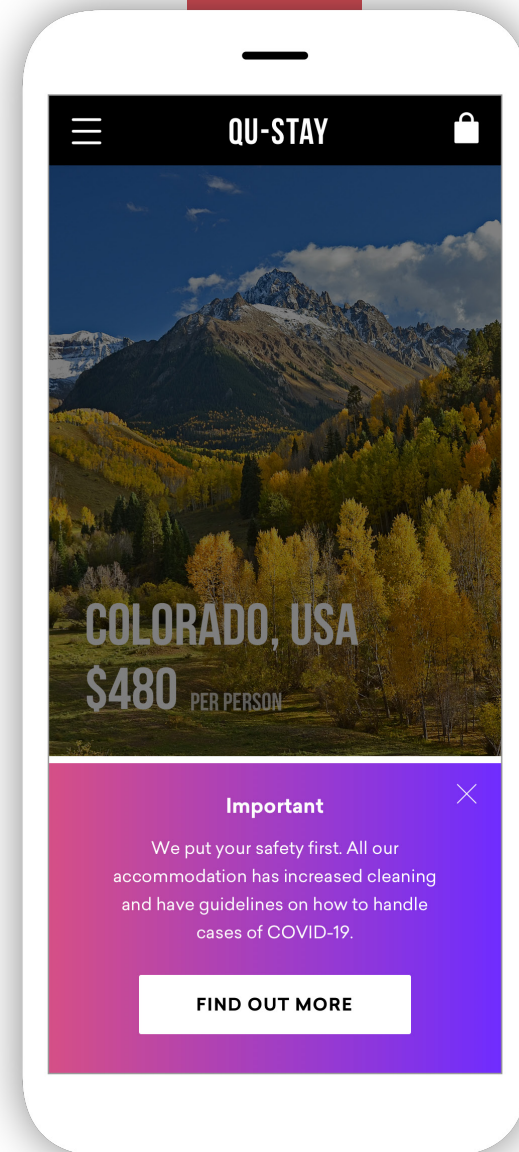 QU-STAY
COLORADO, USA
$480 PER PERSON
Important
We put your safety first. All our
accommodation has increased cleaning
and have guidelines on how to handle
cases of COVID-19.
FIND OUT MORE